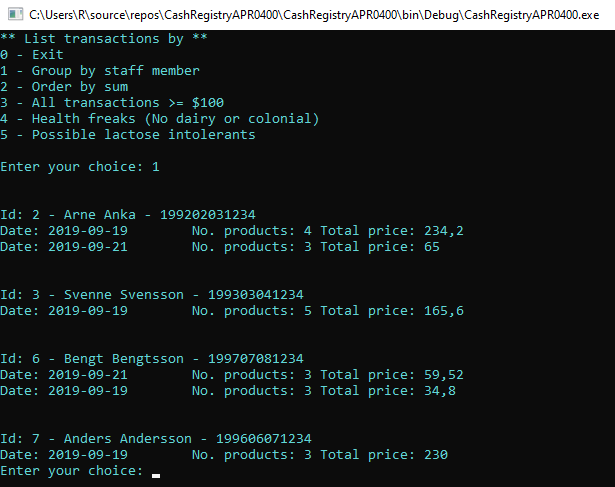 C:\Users\R\source\repos\CashRegistryAPR0400\CashRegistryAPR0400\bin\Debug\CashRegistryAPR0400.exe
** List transactions by **
0 - Exit
1 - Group by staff member
2 - Order by sum
3 - All transactions >= $100
4 - Health freaks (No dairy or colonial)
5 - Possible lactose intolerants
Enter your choice: 1
Id: 2 - Arne Anka - 199202031234
Date: 2019-09-19 No. products: 4 Total price: 234,2
Date: 2019-09-21 No. products: 3 Total price: 65
Id: 3 - Svenne Svensson - 199303041234
Date: 2019-09-19 No. products: 5 Total price: 165,6
Id: 6 - Bengt Bengtsson - 199707081234
Date: 2019-09-21 No. products: 3 Total price: 59,52
Date: 2019-09-19 No. products: 3 Total price: 34,8
Id: 7 - Anders Andersson - 199606071234
Date: 2019-09-19 No. products: 3 Total price: 230
Enter your choice: